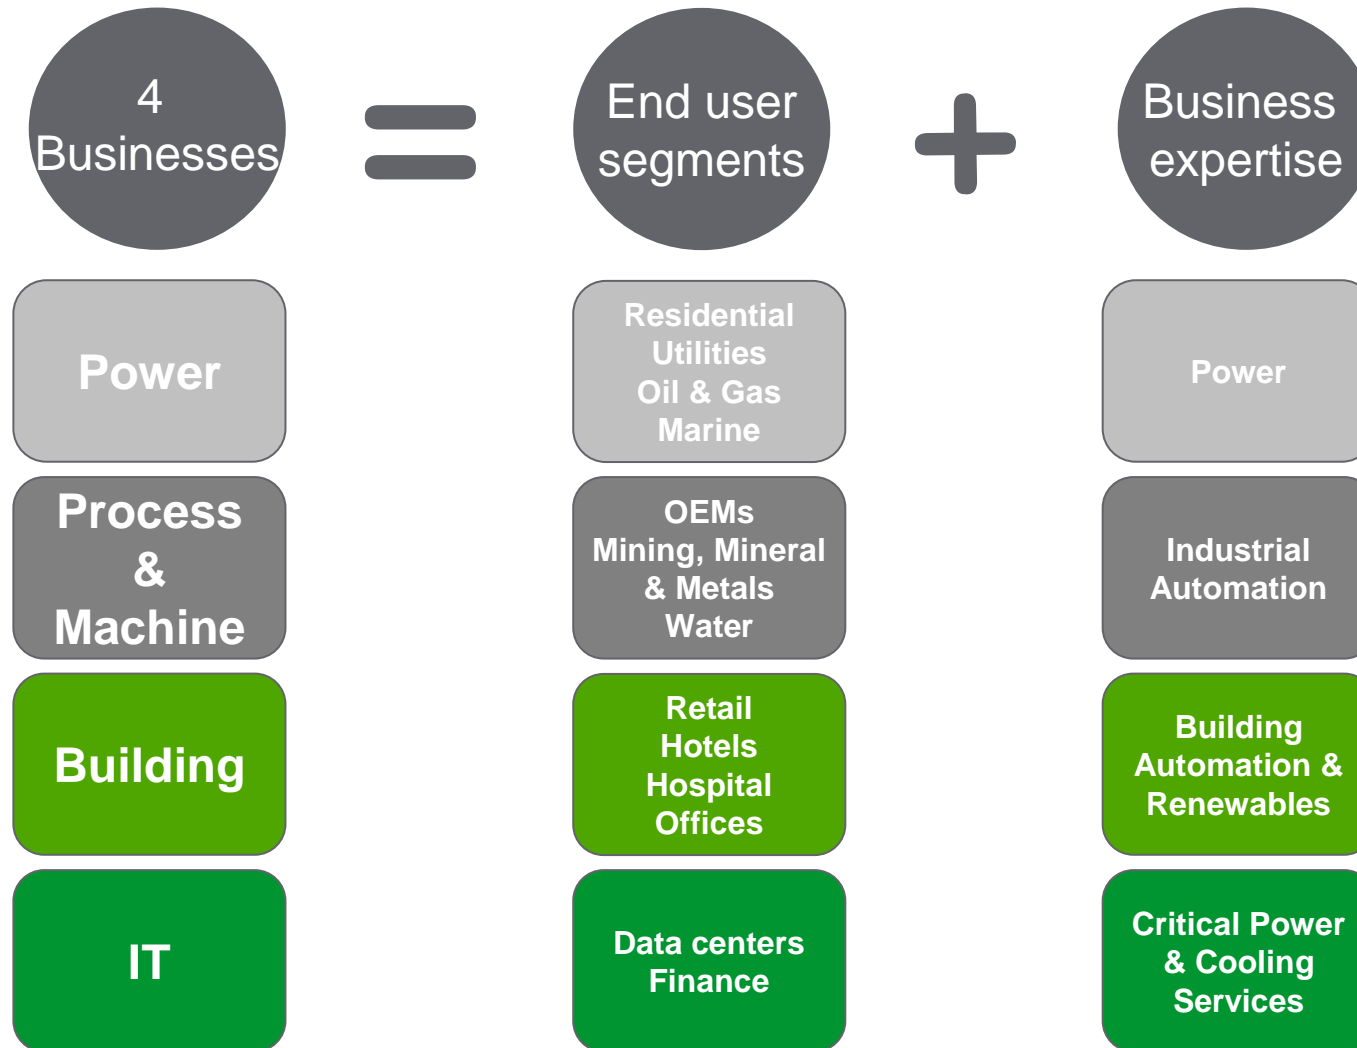 4
Businesses
=
End user
segments
+
Business
expertise
Power
Residential
Utilities
Oil & Gas
Marine
Power
Process
&
Machine
OEMs
Mining, Mineral
& Metals
Water
Industrial
Automation
Building
Retail
Hotels
Hospital
Offices
Building
Automation &
Renewables
IT
Data centers
Finance
Critical Power
& Cooling
Services